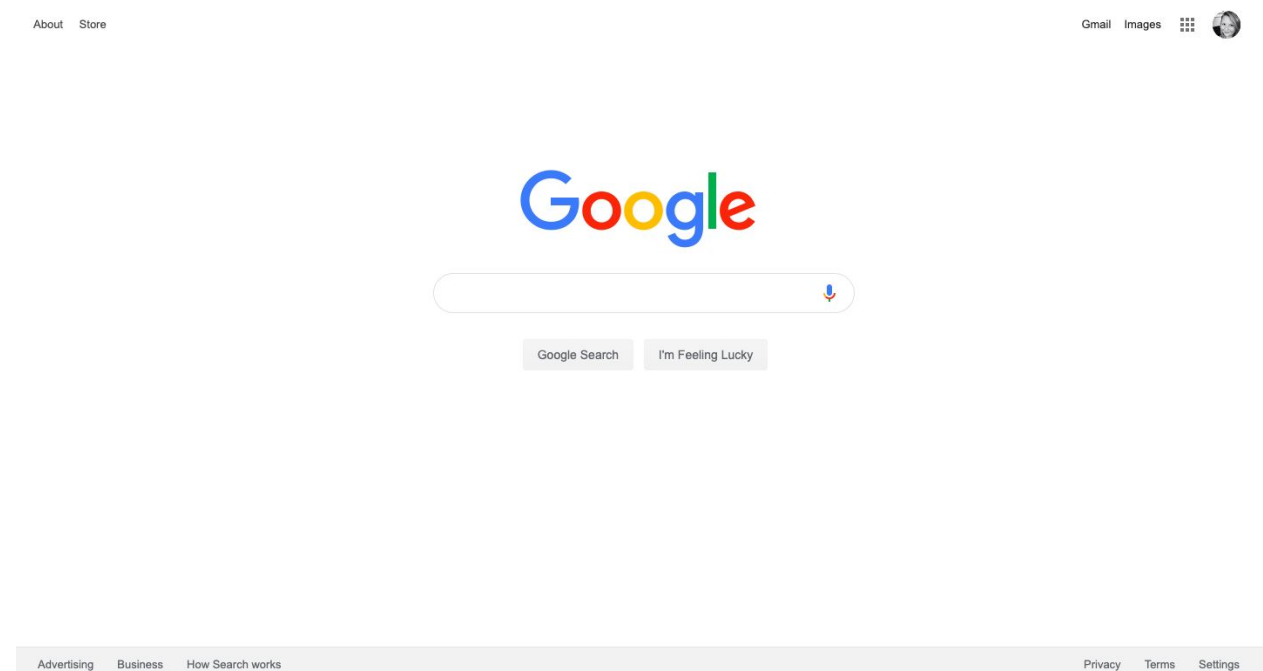 About Store Gmail Images
Google
Google Search I'm Feeling Lucky
Advertising Business How Search works Privacy Terms Settings